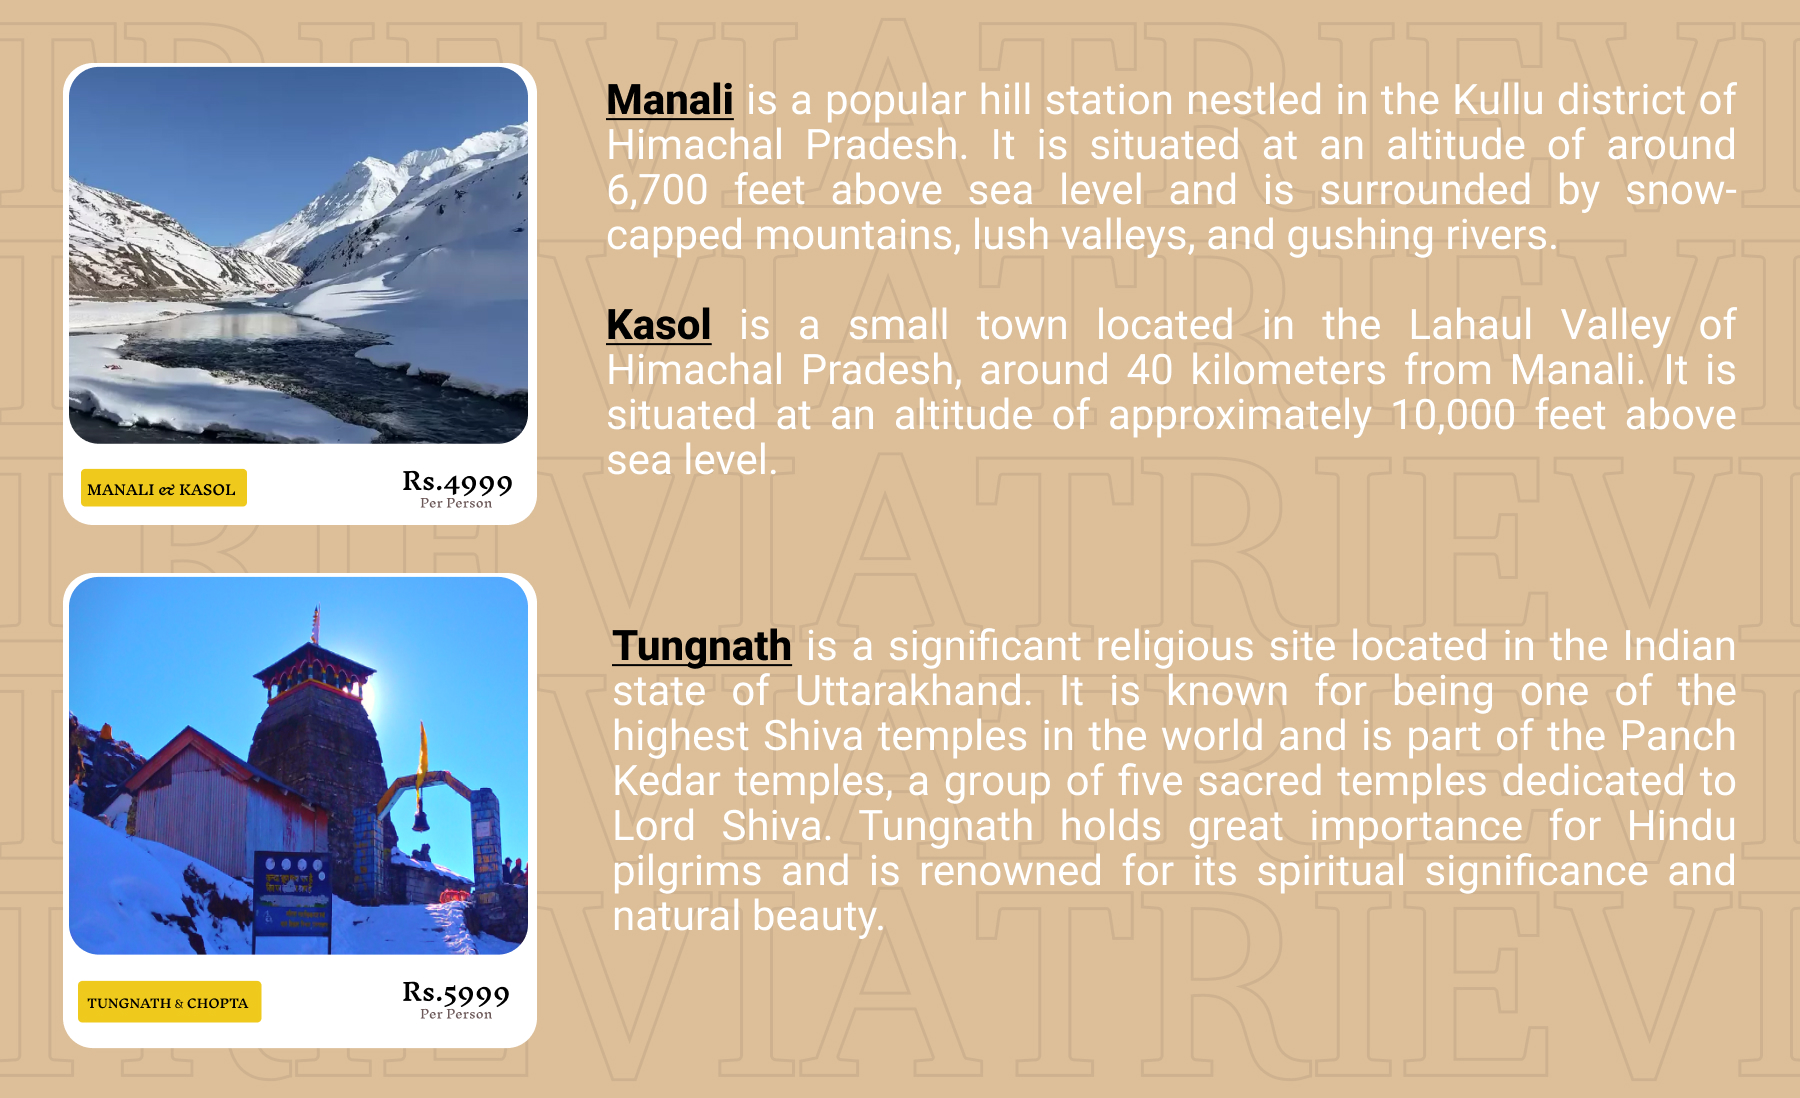 Manali is a popular hill station nestled in the Kullu district of
Himachal Pradesh. It is situated at an altitude of around
6,700 feet above sea level and is surrounded by snow-
capped mountains, lush valleys, and gushing rivers.
Kasol is a small town located in the Lahaul Valley of
Himachal Pradesh, around 40 kilometers from Manali. It is
situated at an altitude of approximately 10,000 feet above
sea level.
MANALI & KASOL
Rs.4999
Per Person
Tungnath is a significant religious site located in the Indian
state of Uttarakhand. It is known for being one of the
highest Shiva temples in the world and is part of the Panch
Kedar temples, a group of five sacred temples dedicated to
Lord Shiva. Tungnath holds great importance for Hindu
pilgrims and is renowned for its spiritual significance and
natural beauty.
TUNGNATH & CHOPTA
Rs.5999
Per Person